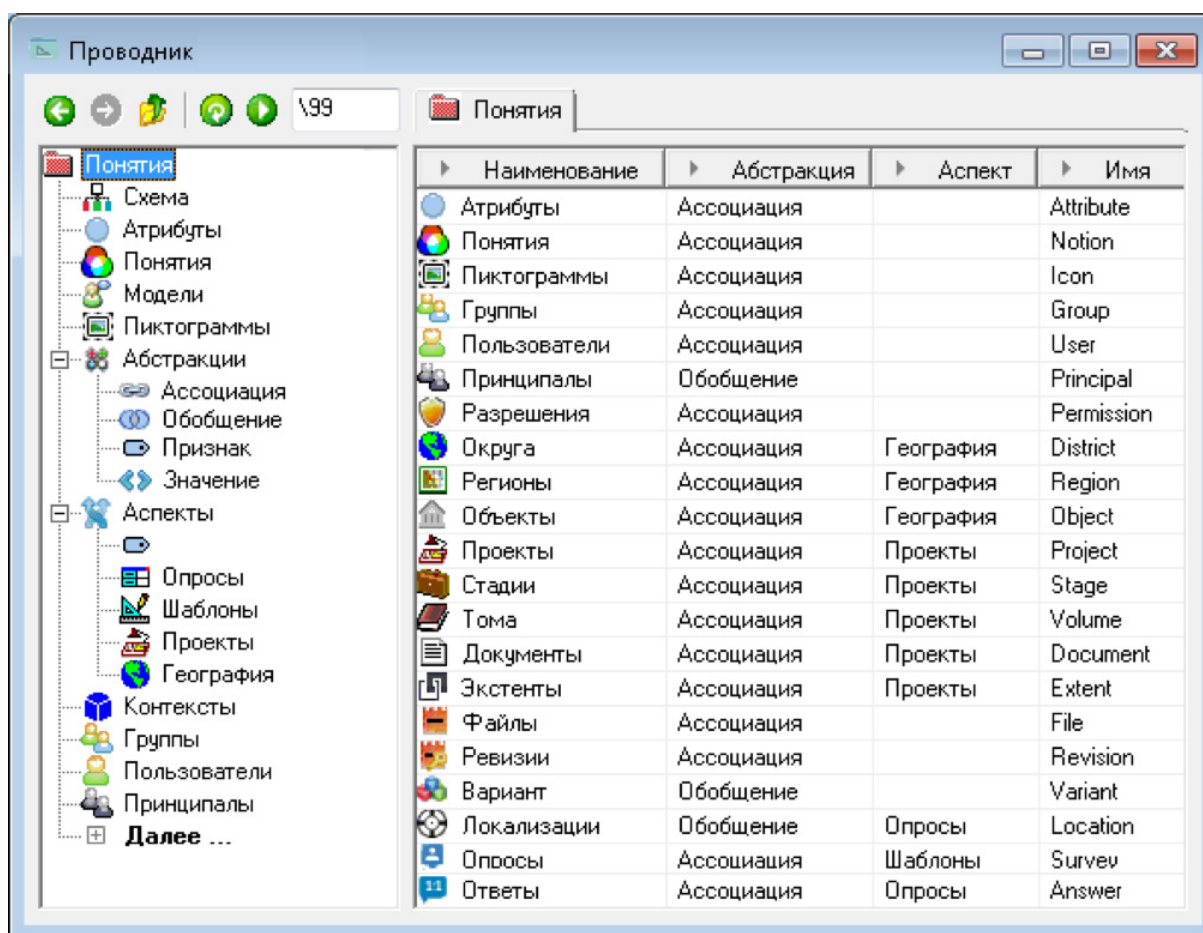 Проводник
\99
Понятия
Понятия
Схема
Атрибуты
Понятия
Модели
Пиктограммы
Абстракции
Ассоциация
Обобщение
Признак
Значение
Аспекты
Опросы
Шаблоны
Проекты
География
Контексты
Группы
Пользователи
Принципалы
Далее ...
Наименование Абстракция Аспект Имя
Атрибуты Ассоциация Attribute
Понятия Ассоциация Notion
Пиктограммы Ассоциация Icon
Группы Ассоциация Group
Пользователи Ассоциация User
Принципалы Обобщение Principal
Разрешения Ассоциация Permission
Округа Ассоциация География District
Регионы Ассоциация География Region
Объекты Ассоциация География Object
Проекты Ассоциация Проекты Project
Стадии Ассоциация Проекты Stage
Тома Ассоциация Проекты Volume
Документы Ассоциация Проекты Document
Экстенты Ассоциация Проекты Extent
Файлы Ассоциация File
Ревизии Ассоциация Revision
Вариант Обобщение Variant
Локализации Обобщение Опросы Location
Опросы Ассоциация Шаблоны Survey
Ответы Ассоциация Опросы Answer